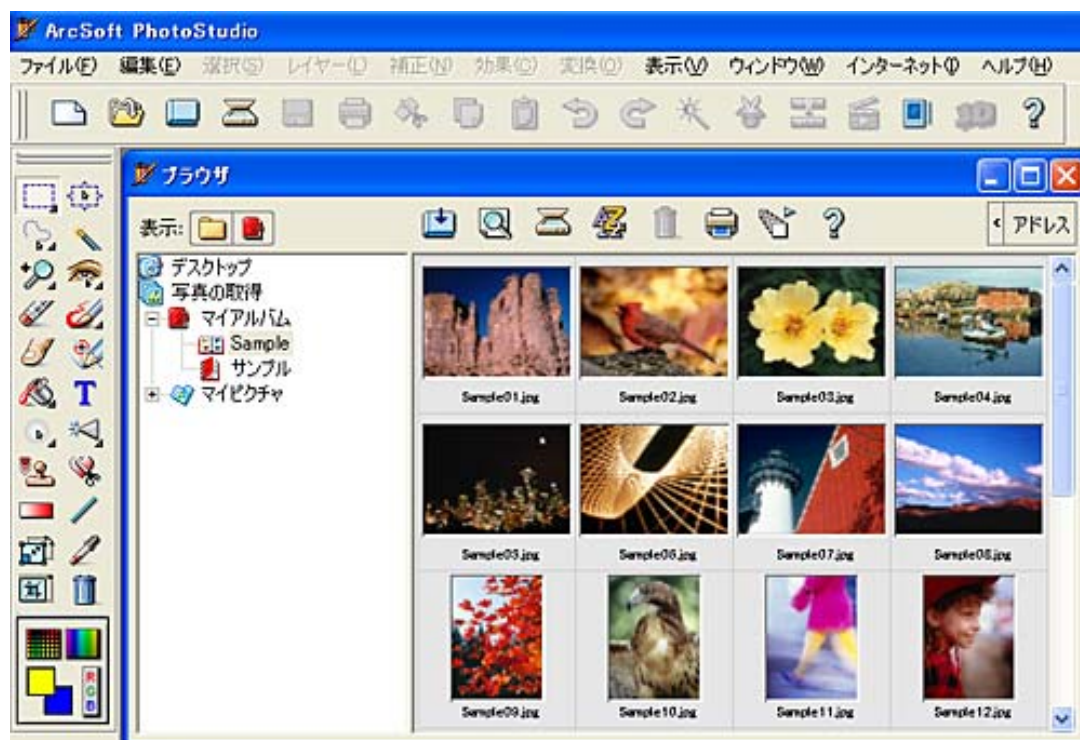 ArcSoft PhotoStudio
ファイル(F) 編集(E) 選択(S) レイヤー(L) 補正(N) 効果(C) 変換(O) 表示(V) ウィンドウ(W) インターネット(I) ヘルプ(H)
3D ?
ブラウザ
表示: ? アドレス
デスクトップ
写真の取得
マイアルバム
Sample
サンプル
マイピクチャ
T
R
G
B
Sample01.jpg Sample02.jpg Sample03.jpg Sample04.jpg
Sample05.jpg Sample06.jpg Sample07.jpg Sample08.jpg
Sample09.jpg Sample10.jpg Sample11.jpg Sample12.jpg